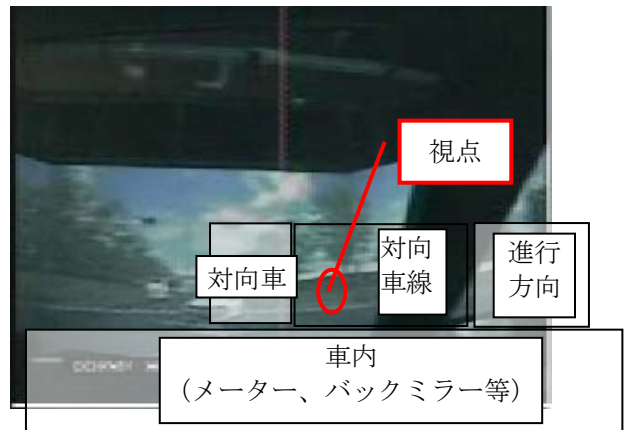 視点
対向車
対向
車線
進行
方向
車内
（メーター、バックミラー等）